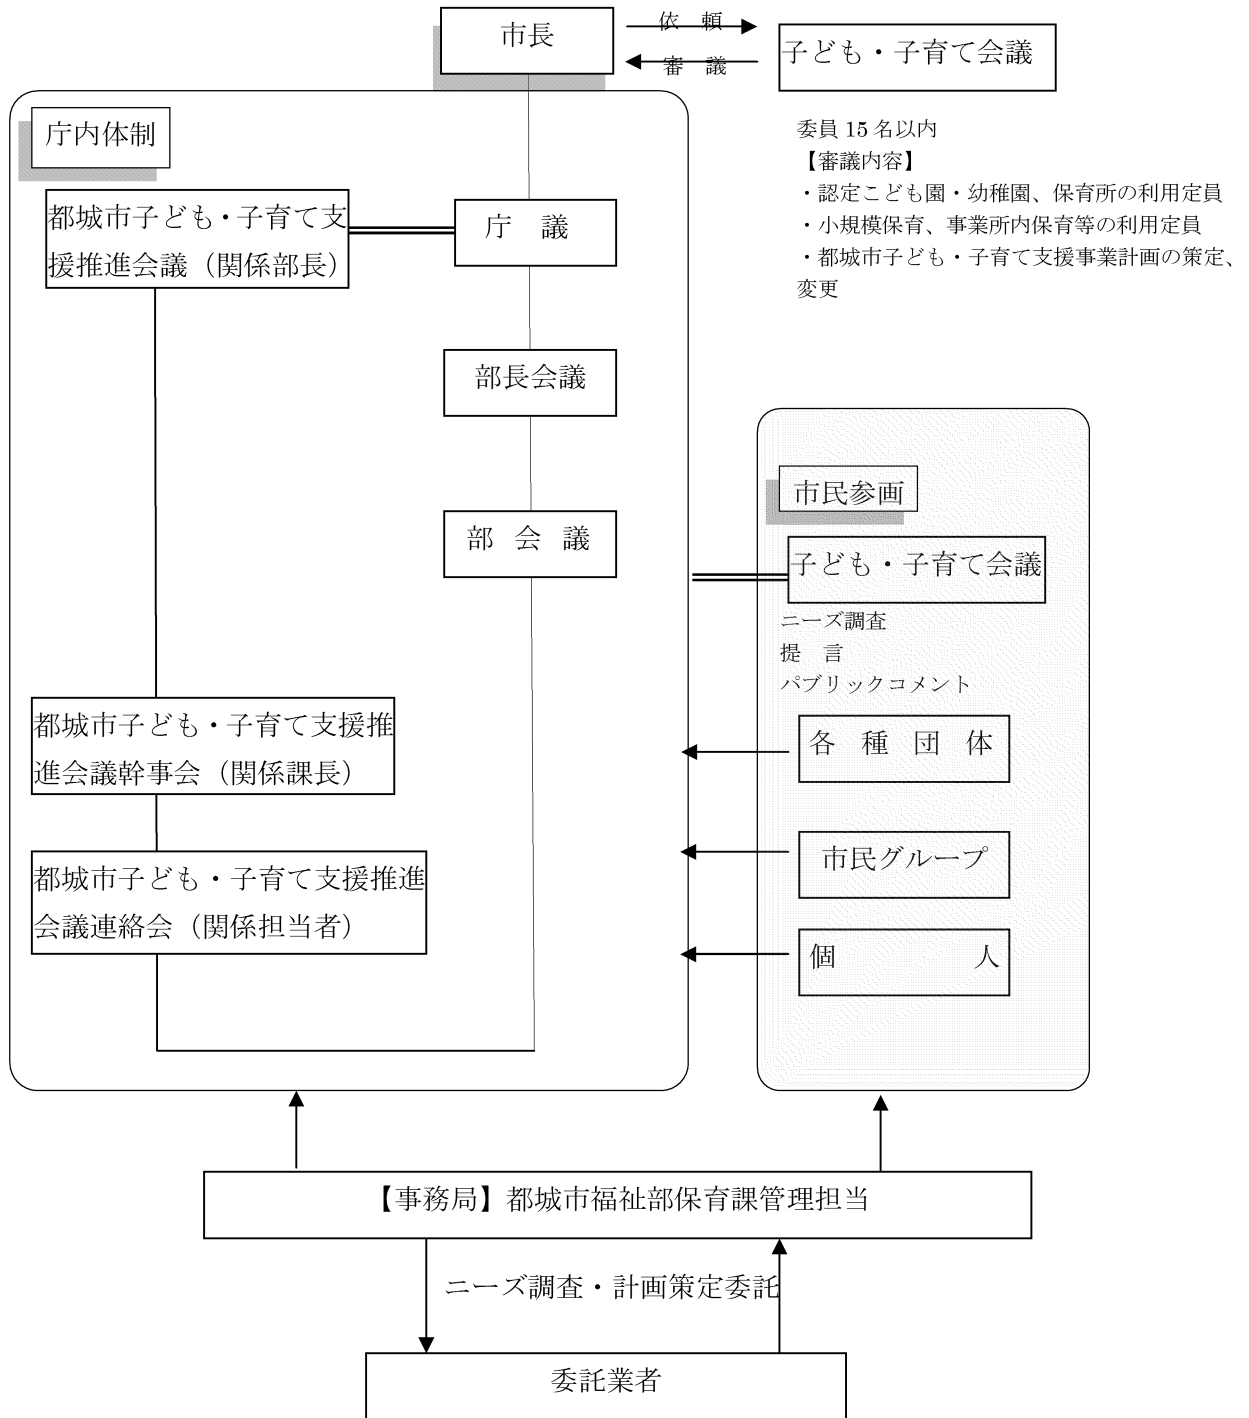 市長
依　頼
審　議
子ども・子育て会議
委員 15 名以内
【審議内容】
・認定こども園・幼稚園、保育所の利用定員
・小規模保育、事業所内保育等の利用定員
・都城市子ども・子育て支援事業計画の策定、
変更
庁内体制
都城市子ども・子育て支
援推進会議（関係部長）
庁　議
部長会議
部　会　議
都城市子ども・子育て支援推
進会議幹事会（関係課長）
都城市子ども・子育て支援推進
会議連絡会（関係担当者）
市民参画
子ども・子育て会議
ニーズ調査
提　言
パブリックコメント
各　種　団　体
市民グループ
個　　　　　人
【事務局】都城市福祉部保育課管理担当
ニーズ調査・計画策定委託
委託業者